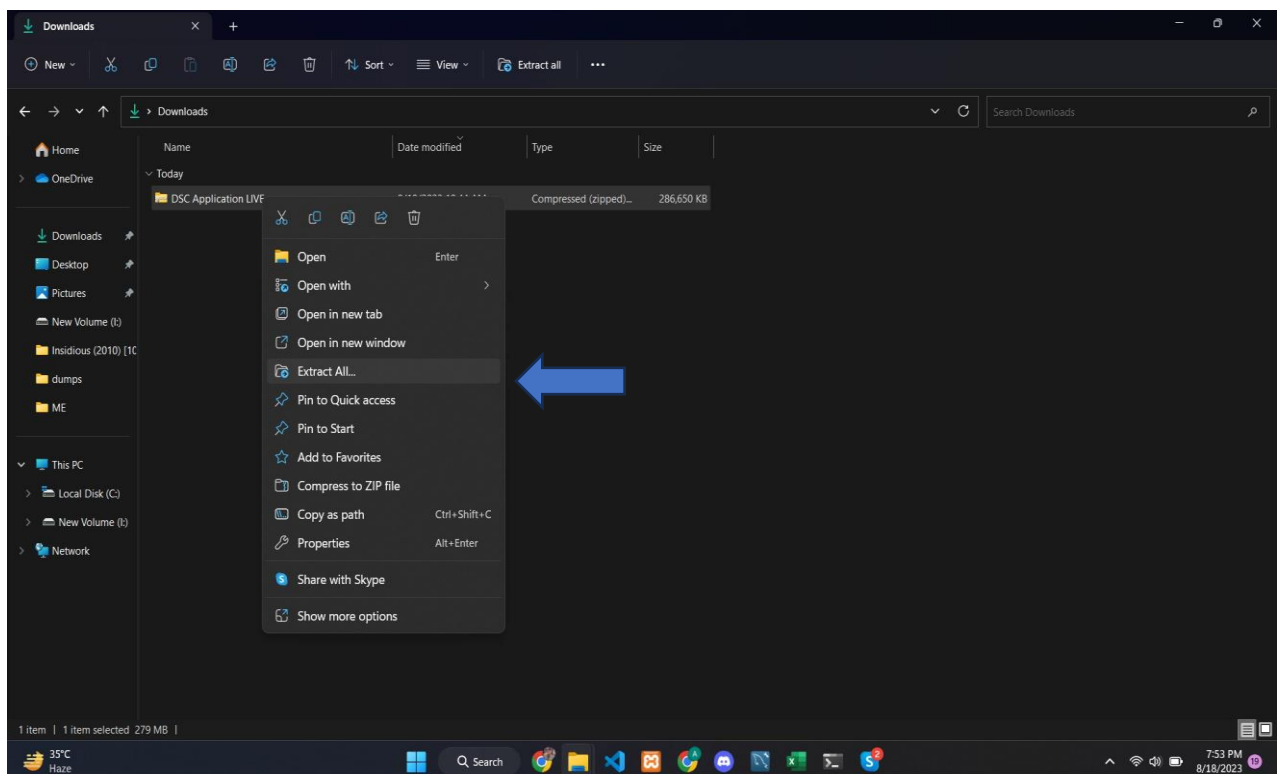 Downloads
New
Sort
View
Extract all
Downloads
Search Downloads
Home
OneDrive
Downloads
Desktop
Pictures
New Volume (I:)
Insidious (2010) [10
dumps
ME
This PC
Local Disk (C:)
New Volume (I:)
Network
Name Date modified Type Size
Today
DSC Application LIVE Compressed (zipped)... 286,650 KB
Open Enter
Open with
Open in new tab
Open in new window
Extract All...
Pin to Quick access
Pin to Start
Add to Favorites
Compress to ZIP file
Copy as path Ctrl+Shift+C
Properties Alt+Enter
Share with Skype
Show more options
1 item | 1 item selected 279 MB |
35°C
Haze
Search
2
7:53 PM
8/18/2023
19